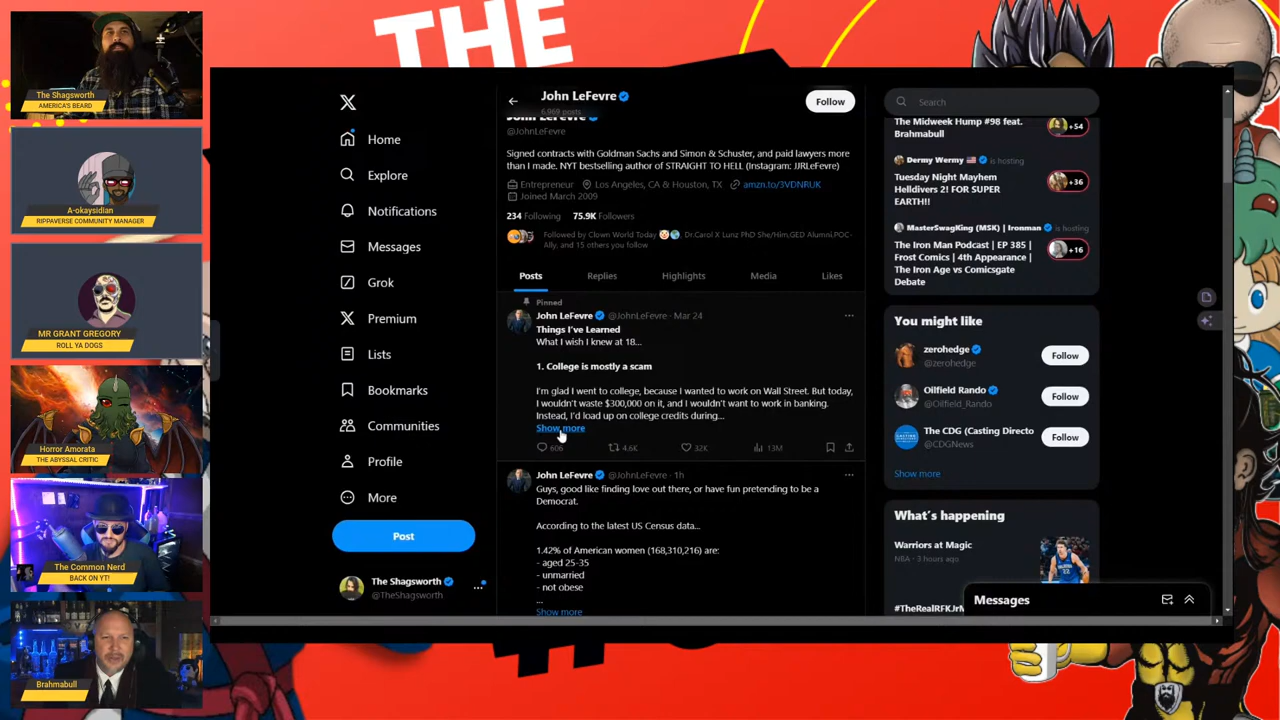 THE
The Shagsworth
AMERICA'S BEARD
A-okaysidian
RIPPAVERSE COMMUNITY MANAGER
MR GRANT GREGORY
ROLL YA DOGS
Horror Amorata
THE ABYSSAL CRITIC
The Common Nerd
BACK ON YT!
Brahmabull
X
Home
Explore
Notifications
Messages
Grok
Premium
Lists
Bookmarks
Communities
Profile
More
Post
The Shagsworth
@TheShagsworth
John LeFevre
6,969 posts
Follow
John LeFevre
@JohnLeFevre
Signed contracts with Goldman Sachs and Simon & Schuster, and paid lawyers more
than I made. NYT bestselling author of STRAIGHT TO HELL (Instagram: JJRLeFevre)
Entrepreneur Los Angeles, CA & Houston, TX amzn.to/3VDNRUK
Joined March 2009
234 Following 75.9K Followers
Followed by Clown World Today 🤡🌎, Dr.Carol X Lunz PhD She/Him,GED Alumni.POC-
Ally, and 15 others you follow
Posts Replies Highlights Media Likes
Pinned
John LeFevre @JohnLeFevre · Mar 24
Things I've Learned
What I wish I knew at 18...
1. College is mostly a scam
I'm glad I went to college, because I wanted to work on Wall Street. But today,
I wouldn't waste $300,000 on it, and I wouldn't want to work in banking.
Instead, I'd load up on college credits during...
Show more
606 4.6K 32K 13M
John LeFevre @JohnLeFevre · 1h
Guys, good like finding love out there, or have fun pretending to be a
Democrat.
According to the latest US Census data...
1.42% of American women (168,310,216) are:
- aged 25-35
- unmarried
- not obese
...
Show more
Search
The Midweek Hump #98 feat.
Brahmabull
+54
Dermy Wermy is hosting
Tuesday Night Mayhem
Helldivers 2! FOR SUPER
EARTH!!
+36
MasterSwagKing (MSK) | Ironman is hosting
The Iron Man Podcast | EP 385 |
Frost Comics | 4th Appearance |
The Iron Age vs Comicsgate
Debate
+16
You might like
zerohedge
@zerohedge
Follow
Oilfield Rando
@Oilfield_Rando
Follow
The CDG (Casting Directo
@CDGNews
Follow
Show more
What's happening
Warriors at Magic
NBA · 3 hours ago
#TheRealRFKJr
Messages